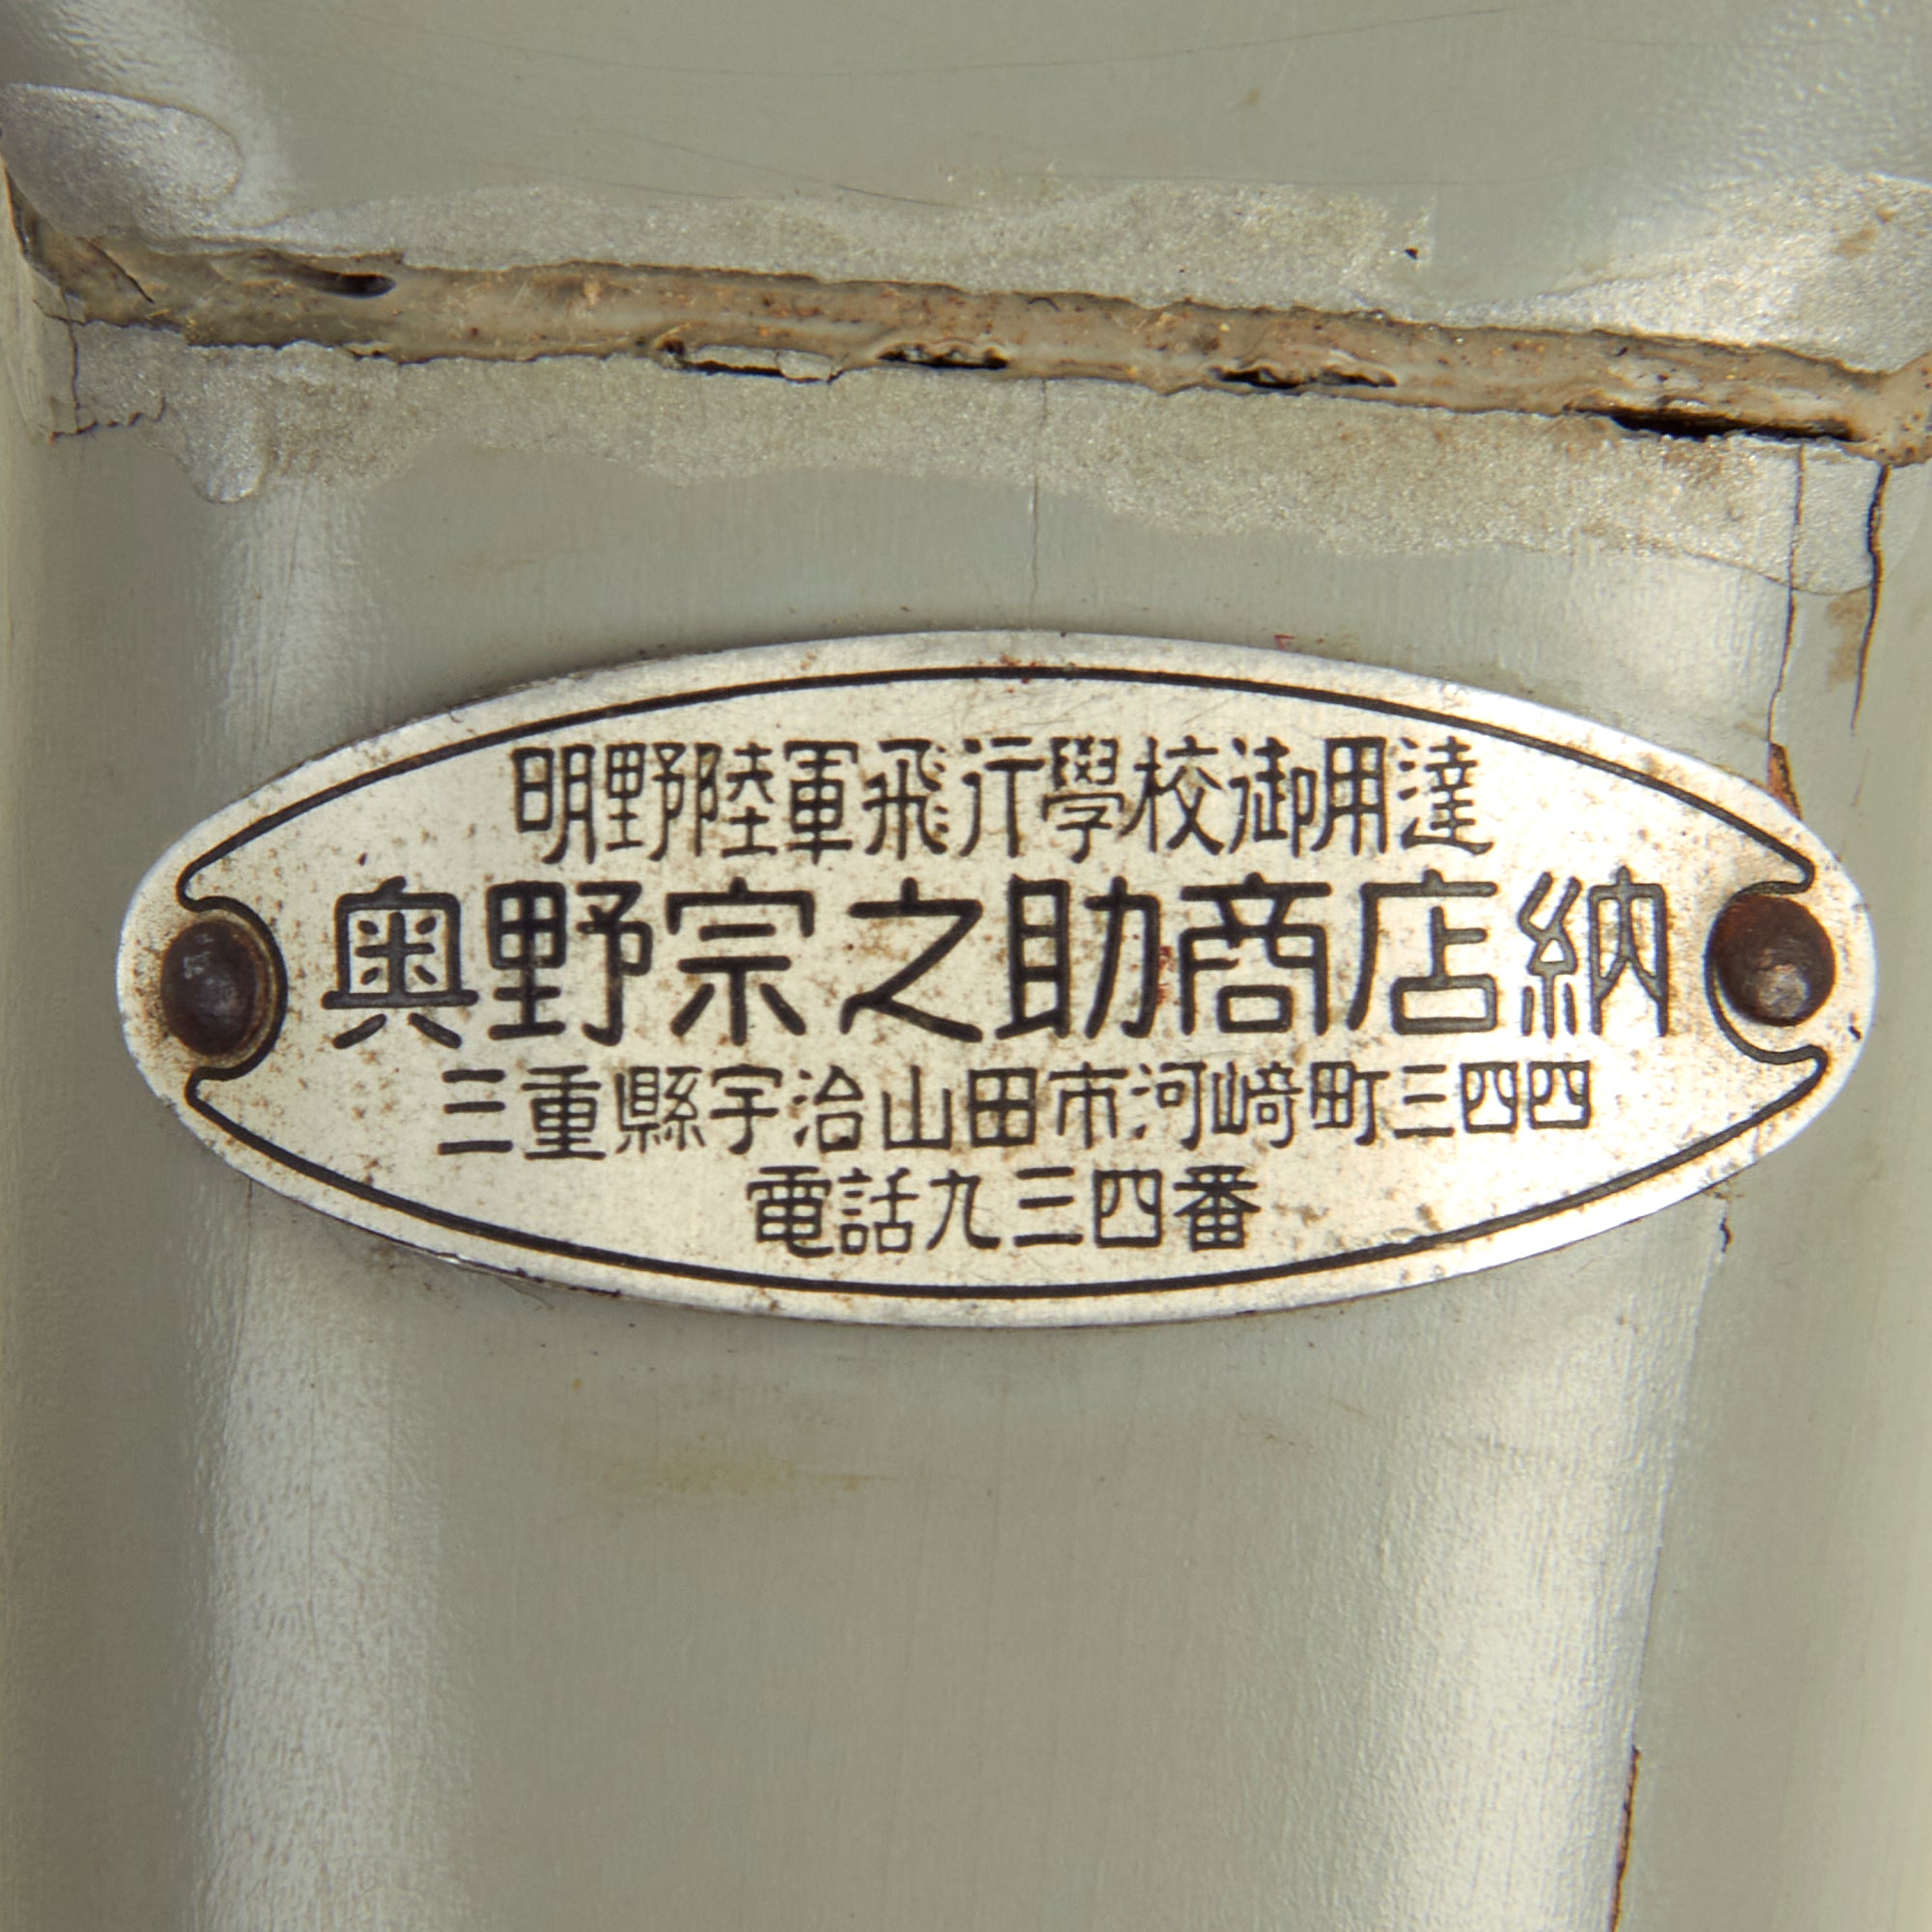 明野陸軍飛行學校御用達
奥野宗之助商店納
三重縣宇治山田市河﨑町三四四
電話九三四番